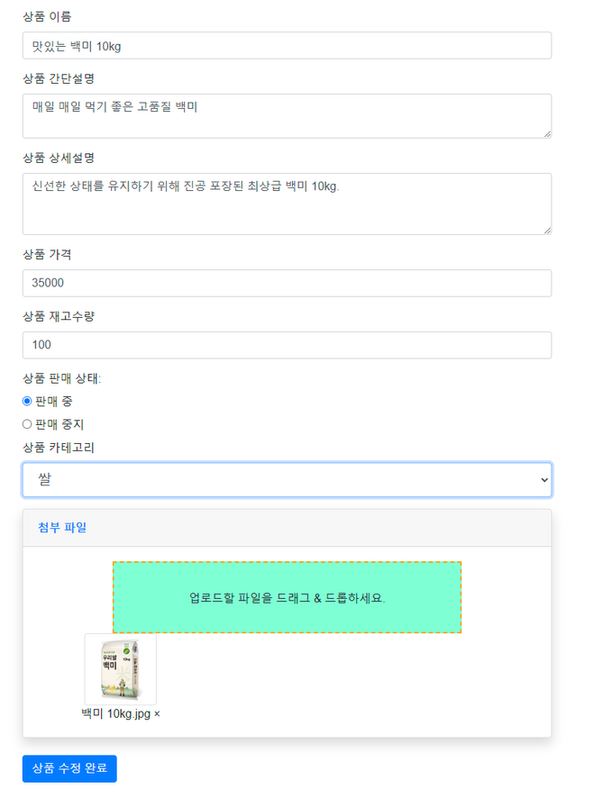 상품 이름
맛있는 백미 10kg
상품 간단설명
매일 매일 먹기 좋은 고품질 백미
상품 상세설명
신선한 상태를 유지하기 위해 진공 포장된 최상급 백미 10kg.
상품 가격
35000
상품 재고수량
100
상품 판매 상태:
판매 중
판매 중지
상품 카테고리
쌀
첨부 파일
업로드할 파일을 드래그 & 드롭하세요.
우리쌀
백미
10kg
백미 10kg.jpg ×
상품 수정 완료